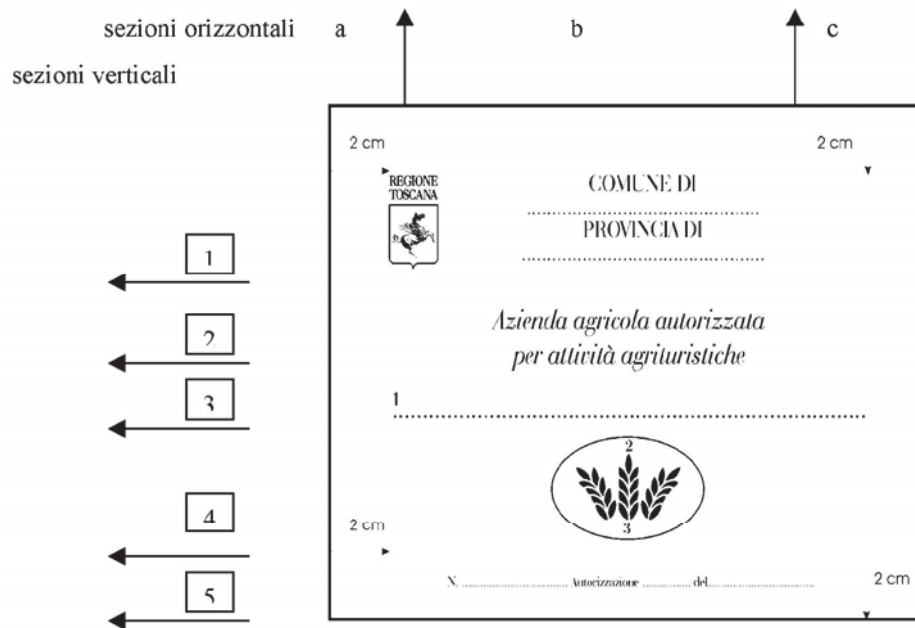 sezioni orizzontali a b c
sezioni verticali
2 cm 2 cm
REGIONE
TOSCANA
COMUNE DI
................................................
PROVINCIA DI
................................................
1
Azienda agricola autorizzata
2
per attività agrituristiche
3
1 ................................................................................
2
4
3
2 cm
5
N. ................................ Autorizzazione ............... del................................ 2 cm